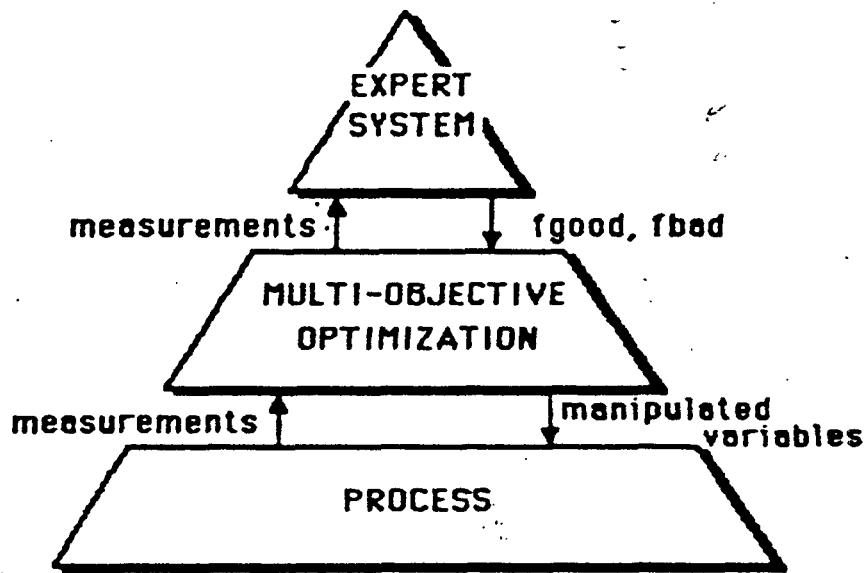 EXPERT
SYSTEM
measurements
fgood, fbad
MULTI-OBJECTIVE
OPTIMIZATION
measurements
manipulated
variables
PROCESS